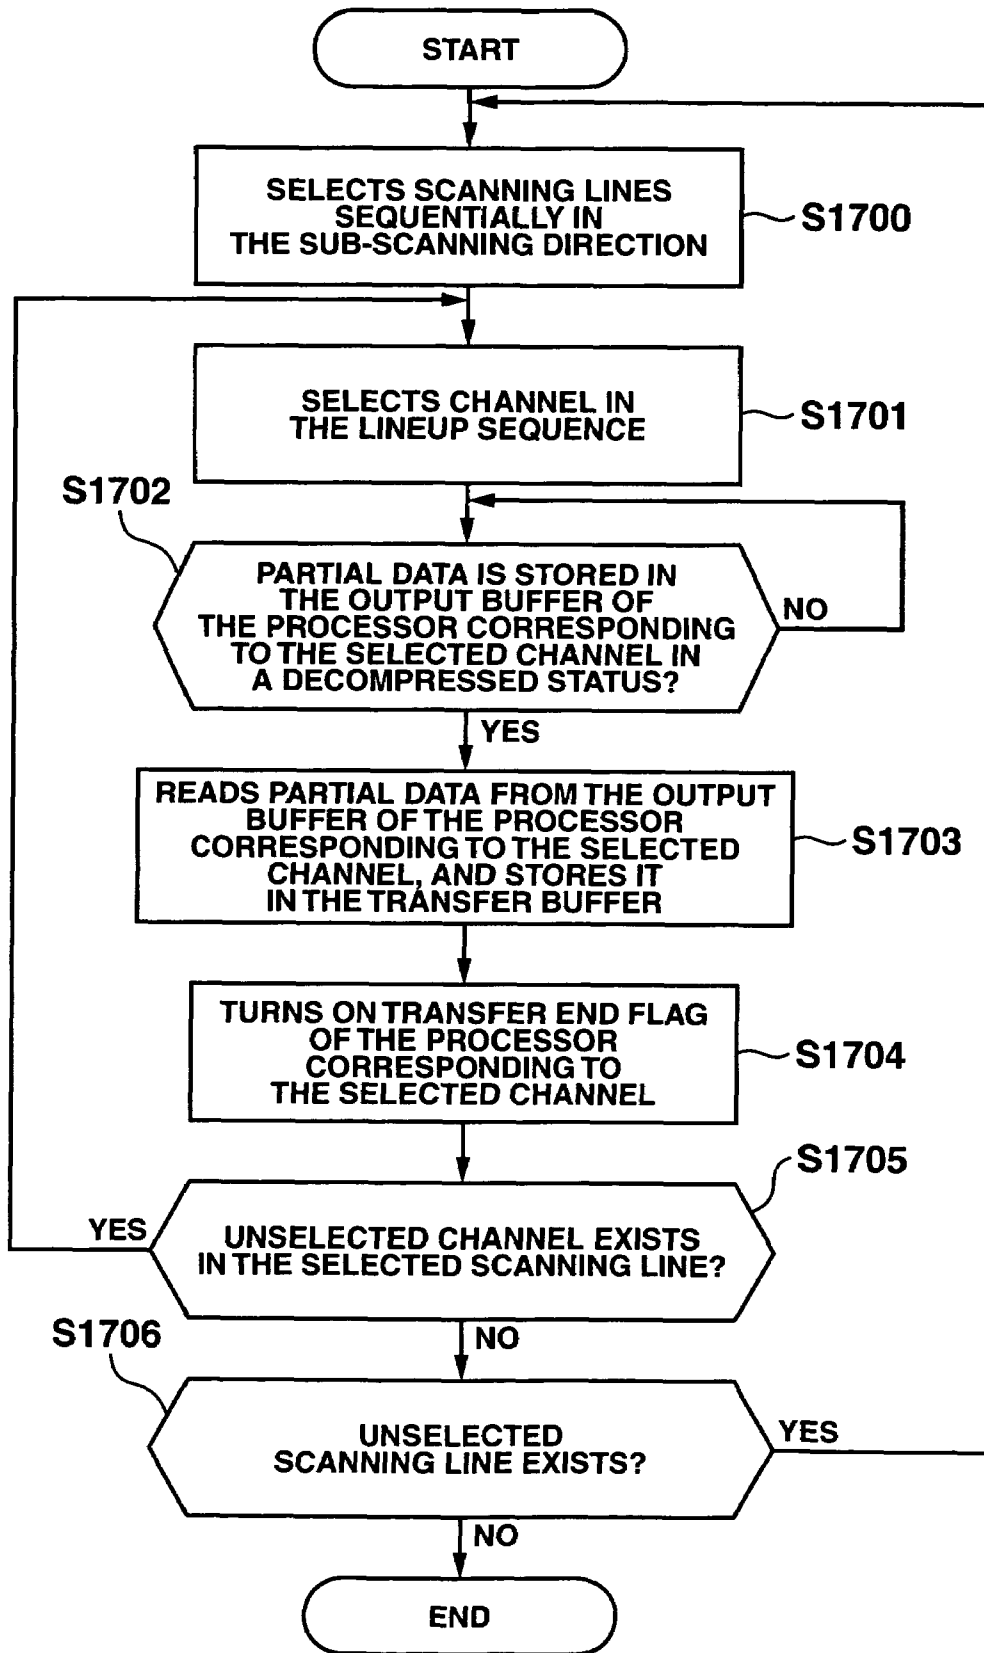 START
SELECTS SCANNING LINES
SEQUENTIALLY IN
THE SUB-SCANNING DIRECTION
S1700
SELECTS CHANNEL IN
THE LINEUP SEQUENCE
S1701
S1702
PARTIAL DATA IS STORED IN
THE OUTPUT BUFFER OF
THE PROCESSOR CORRESPONDING
TO THE SELECTED CHANNEL IN
A DECOMPRESSED STATUS?
NO
YES
READS PARTIAL DATA FROM THE OUTPUT
BUFFER OF THE PROCESSOR
CORRESPONDING TO THE SELECTED
CHANNEL, AND STORES IT
IN THE TRANSFER BUFFER
S1703
TURNS ON TRANSFER END FLAG
OF THE PROCESSOR
CORRESPONDING TO
THE SELECTED CHANNEL
S1704
S1705
YES
UNSELECTED CHANNEL EXISTS
IN THE SELECTED SCANNING LINE?
NO
S1706
UNSELECTED
SCANNING LINE EXISTS?
YES
NO
END